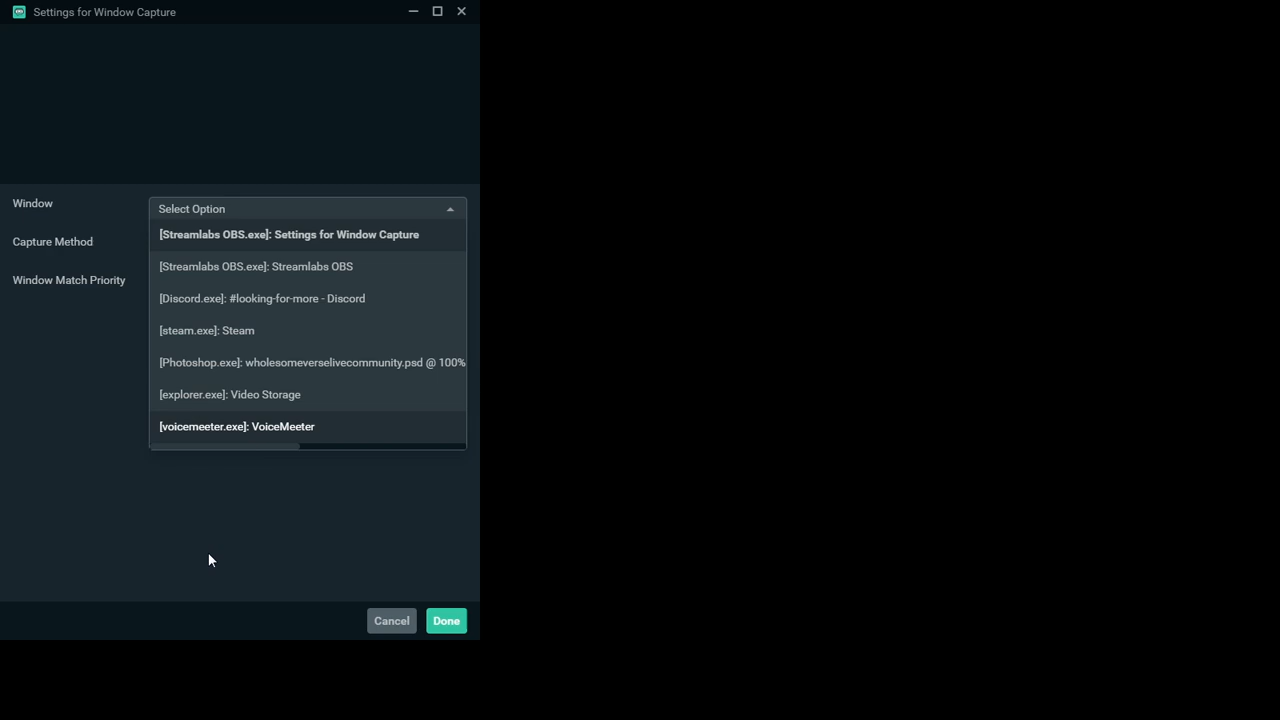 Settings for Window Capture
Window
Select Option
[Streamlabs OBS.exe]: Settings for Window Capture
Capture Method
[Streamlabs OBS.exe]: Streamlabs OBS
Window Match Priority
[Discord.exe]: #looking-for-more - Discord
[steam.exe]: Steam
[Photoshop.exe]: wholesomeverselivecommunity.psd @ 100%
[explorer.exe]: Video Storage
[voicemeeter.exe]: VoiceMeeter
Cancel
Done